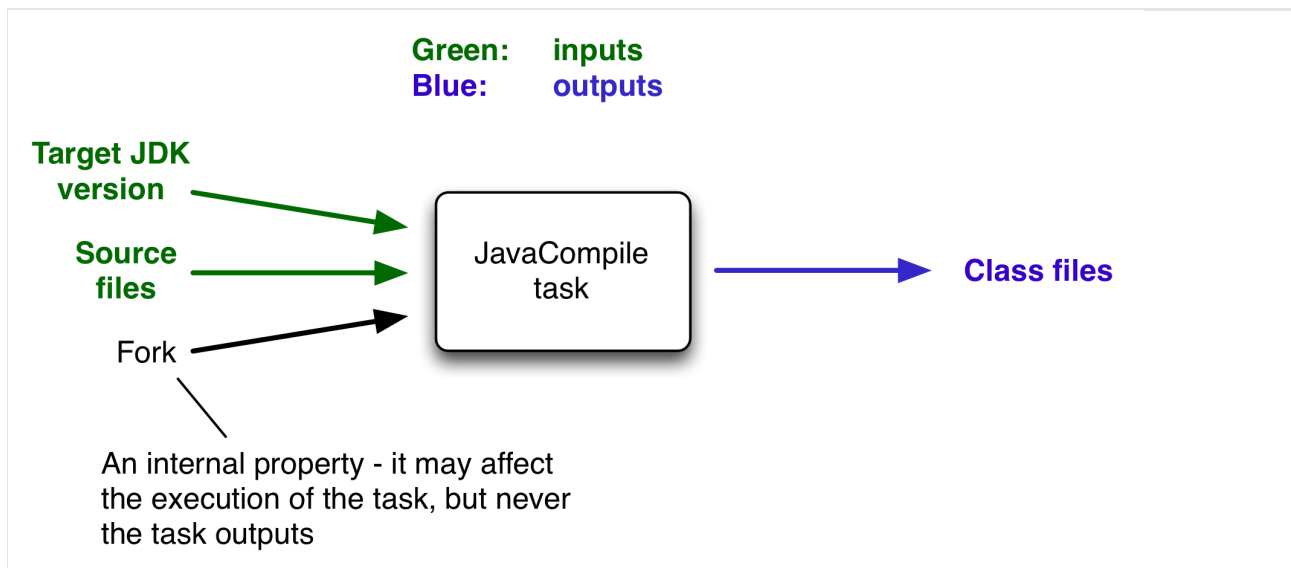 Green: inputs
Blue: outputs
Target JDK
version
Source
files
Fork
JavaCompile
task
Class files
An internal property - it may affect
the execution of the task, but never
the task outputs